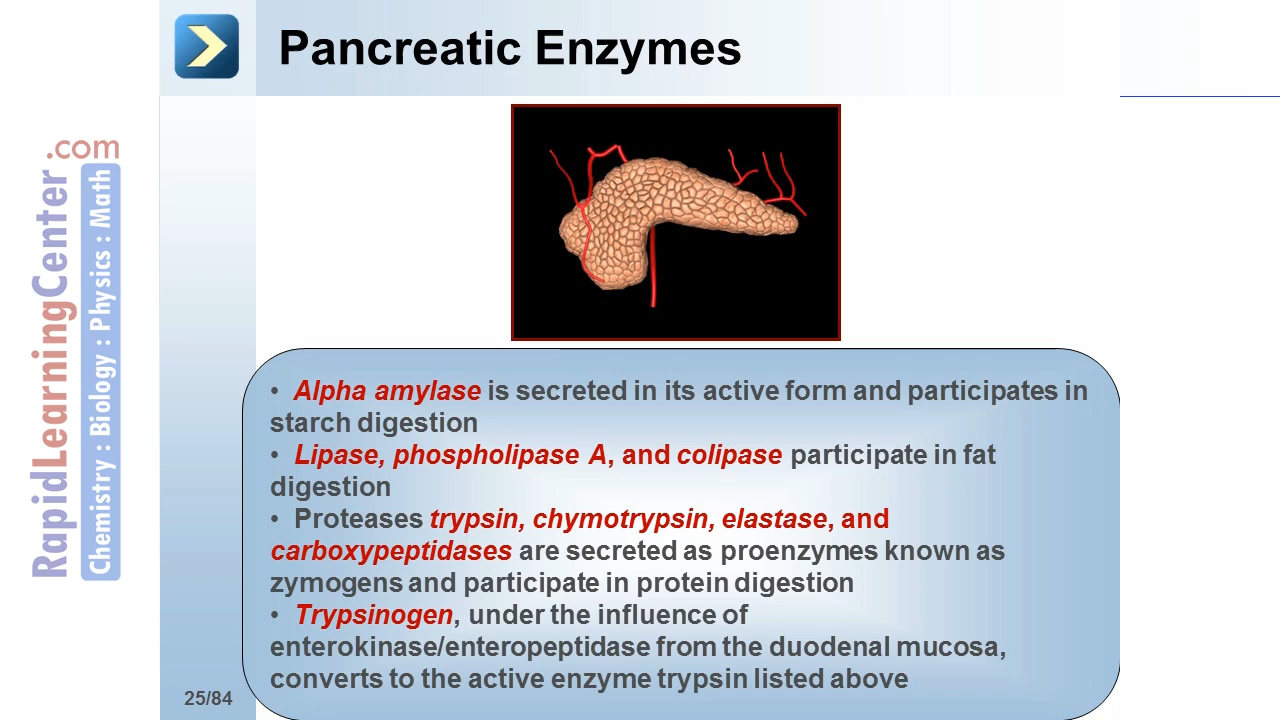 Pancreatic Enzymes
RapidLearningCenter.com
Chemistry : Biology : Physics : Math
• Alpha amylase is secreted in its active form and participates in
starch digestion
• Lipase, phospholipase A, and colipase participate in fat
digestion
• Proteases trypsin, chymotrypsin, elastase, and
carboxypeptidases are secreted as proenzymes known as
zymogens and participate in protein digestion
• Trypsinogen, under the influence of
enterokinase/enteropeptidase from the duodenal mucosa,
converts to the active enzyme trypsin listed above
25/84